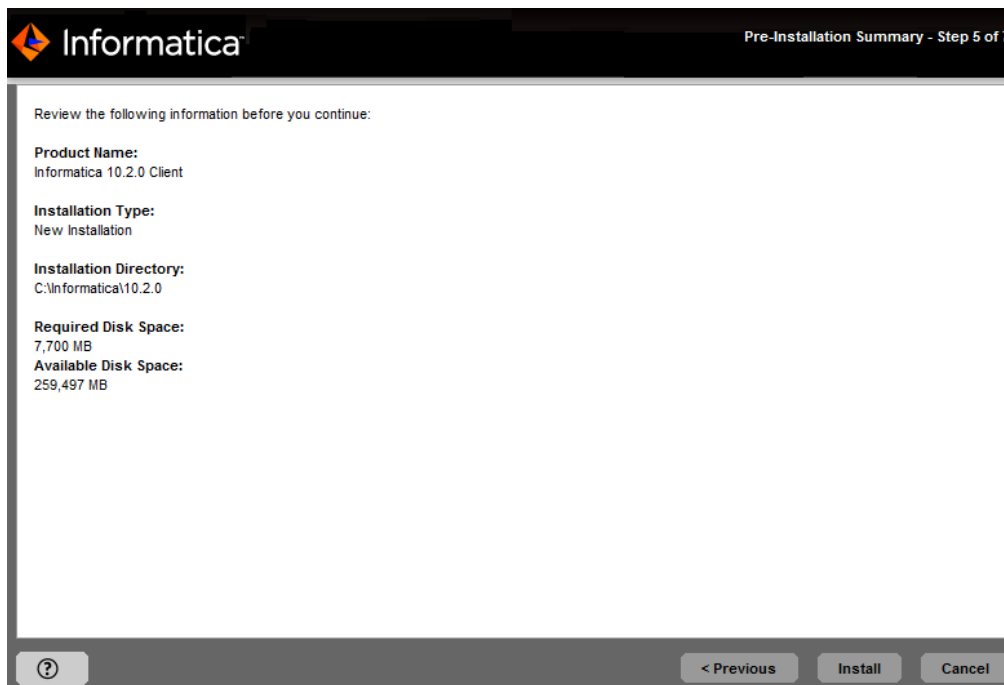 Informatica
Pre-Installation Summary - Step 5 of
Review the following information before you continue:
Product Name:
Informatica 10.2.0 Client
Installation Type:
New Installation
Installation Directory:
C:\Informatica\10.2.0
Required Disk Space:
7,700 MB
Available Disk Space:
259,497 MB
?
< Previous
Install
Cancel